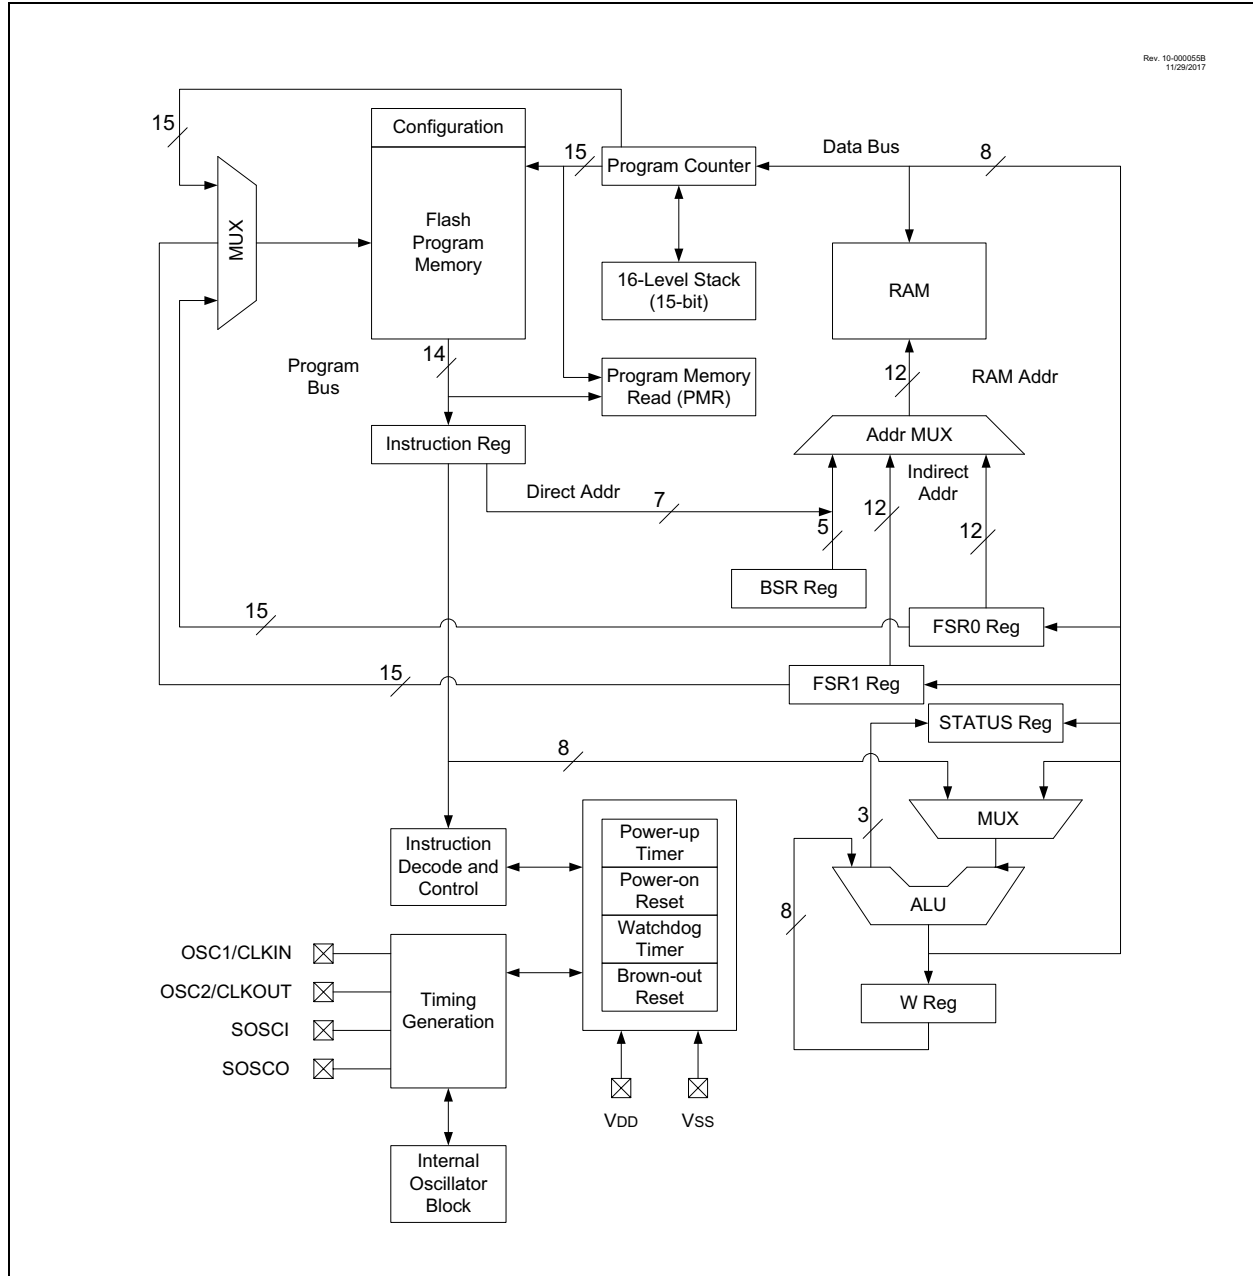 Rev. 10-000055B
11/29/2017
15
Configuration
15
Program Counter
Data Bus
8
MUX
Flash
Program
Memory
16-Level Stack
(15-bit)
RAM
Program
Bus
14
Program Memory
Read (PMR)
12
RAM Addr
Instruction Reg
Addr MUX
Direct Addr
7
Indirect
Addr
5
12
12
BSR Reg
15
FSR0 Reg
15
FSR1 Reg
STATUS Reg
8
3
MUX
Instruction
Decode and
Control
Power-up
Timer
Power-on
Reset
Watchdog
Timer
Brown-out
Reset
8
ALU
OSC1/CLKIN
OSC2/CLKOUT
SOSCI
SOSCO
Timing
Generation
W Reg
VDD
VSS
Internal
Oscillator
Block